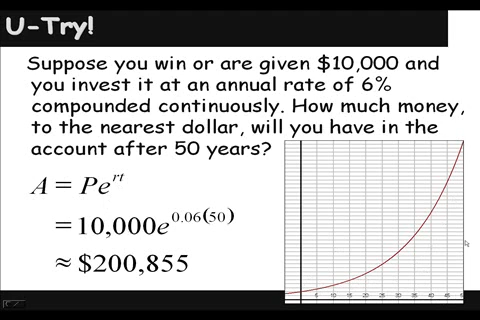 U-Try!
Suppose you win or are given $10,000 and
you invest it at an annual rate of 6%
compounded continuously. How much money,
to the nearest dollar, will you have in the
account after 50 years?
A = Pe^{rt}
= 10,000e^{0.06(50)}
≈ $200,855
5 10 15 20 25 30 35 40 45